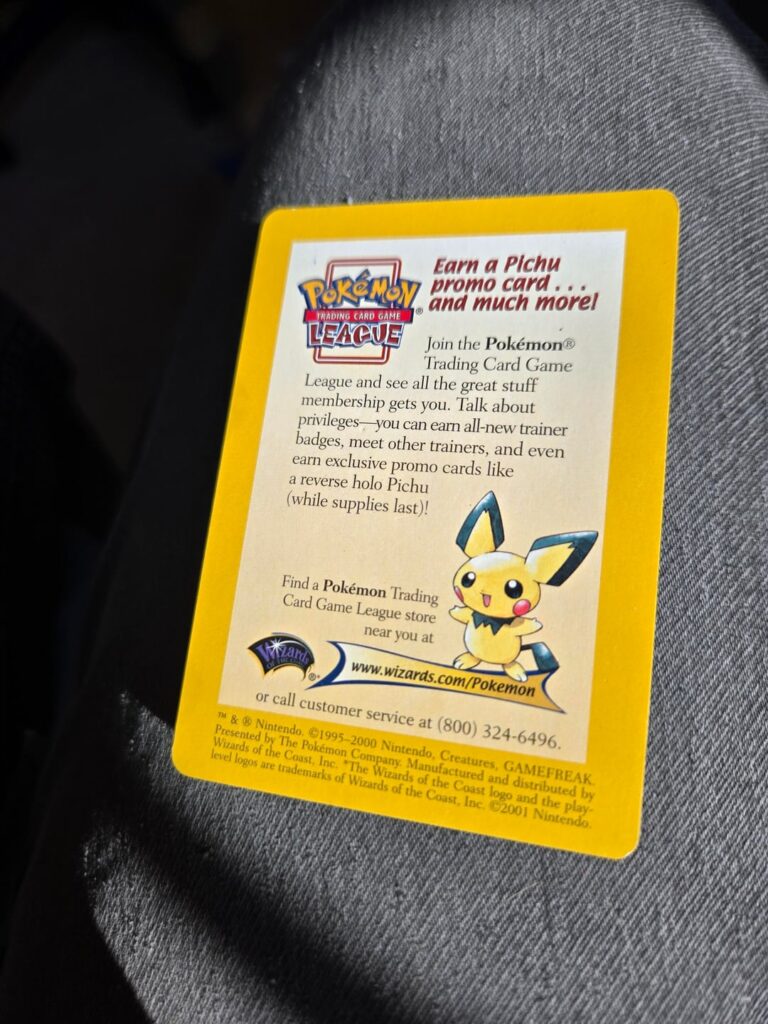 POKÉMON
TRADING CARD GAME
LEAGUE®
Earn a Pichu
promo card . . .
and much more!
Join the Pokémon®
Trading Card Game
League and see all the great stuff
membership gets you. Talk about
privileges—you can earn all-new trainer
badges, meet other trainers, and even
earn exclusive promo cards like
a reverse holo Pichu
(while supplies last)!
Find a Pokémon Trading
Card Game League store
near you at
Wizards
OF THE COAST
®*
www.wizards.com/Pokemon
or call customer service at (800) 324-6496.
™ & ® Nintendo. ©1995–2000 Nintendo, Creatures, GAMEFREAK.
Presented by The Pokémon Company. Manufactured and distributed by
Wizards of the Coast, Inc. *The Wizards of the Coast logo and the play-
level logos are trademarks of Wizards of the Coast, Inc. ©2001 Nintendo.